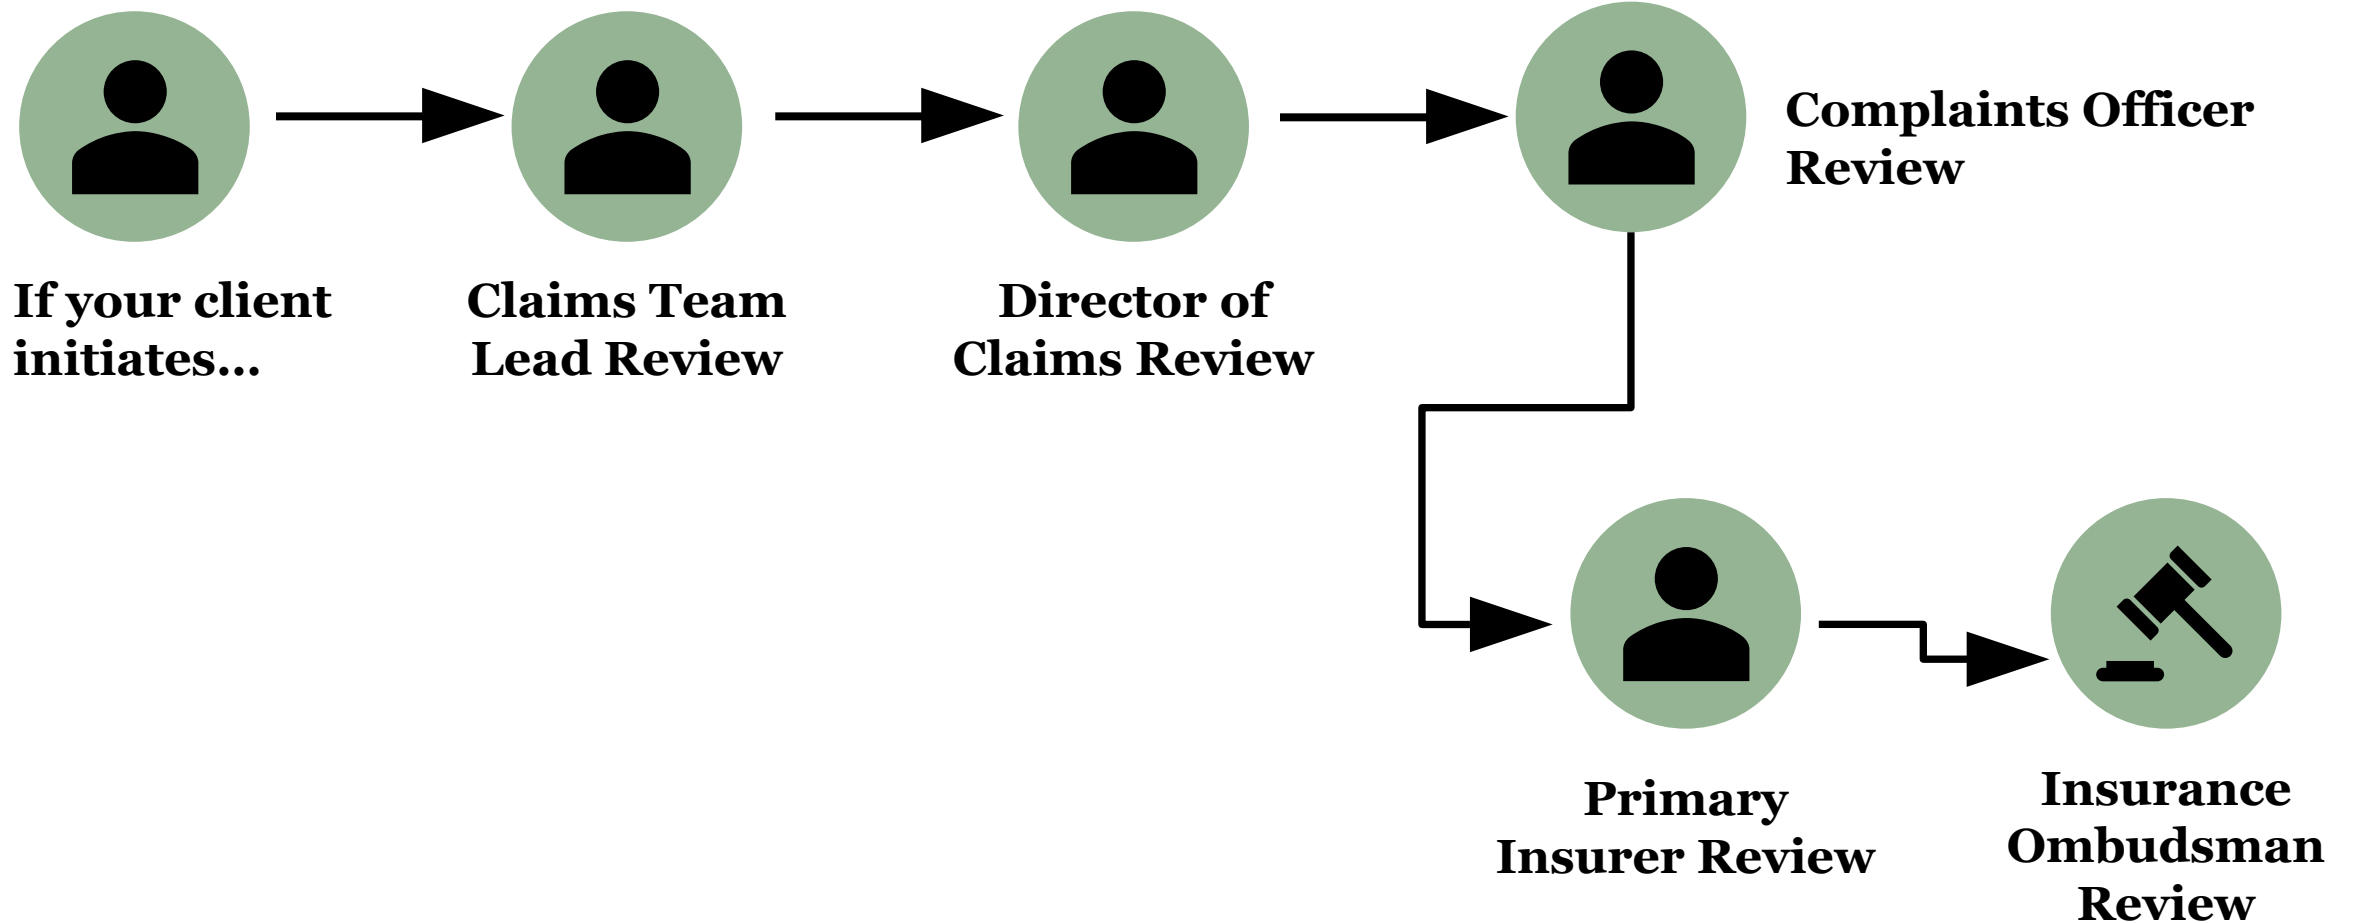 If your client
initiates...
Claims Team
Lead Review
Director of
Claims Review
Complaints Officer
Review
Primary
Insurer Review
Insurance
Ombudsman
Review